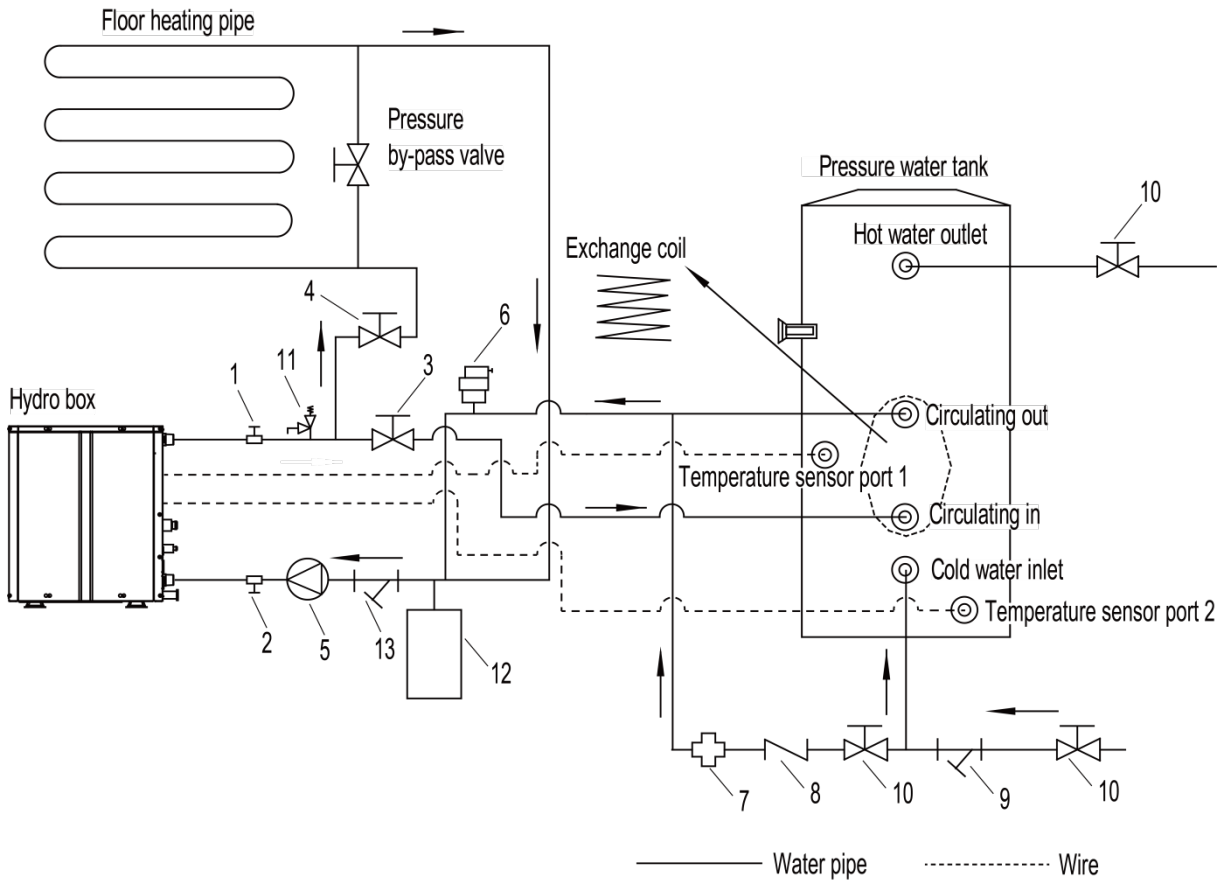 Floor heating pipe
Pressure
by-pass valve
Pressure water tank
10
Hot water outlet
Exchange coil
4
6
11
3
1
Hydro box
Circulating out
Temperature sensor port 1
Circulating in
Cold water inlet
Temperature sensor port 2
2
5
13
12
7
8
10
9
10
Water pipe
Wire